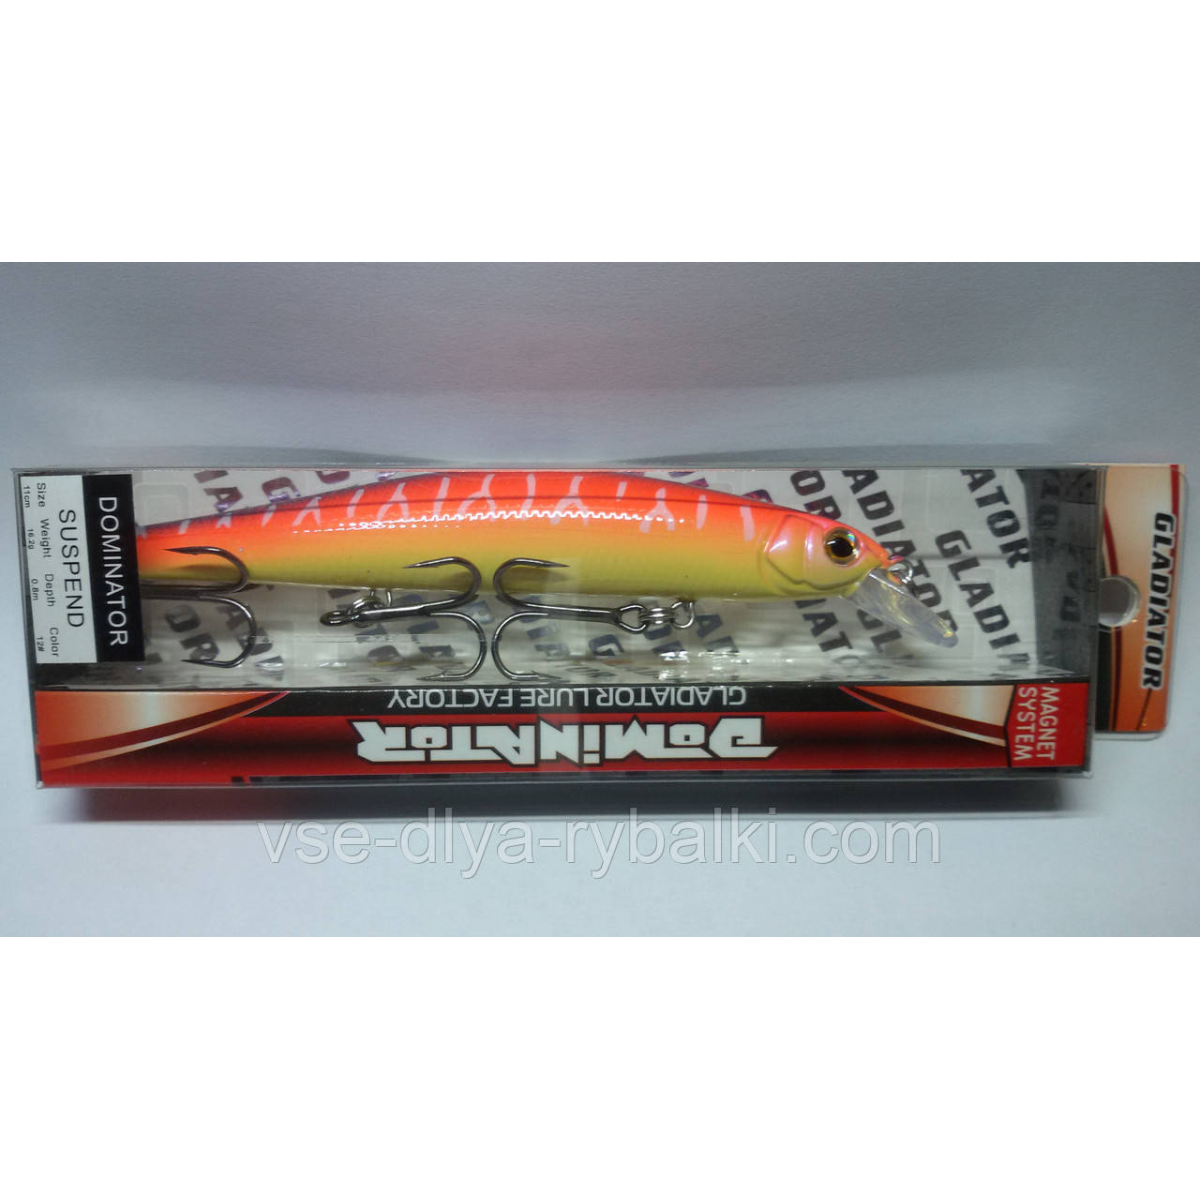 DOMINATOR
SUSPEND
Size Weight Depth Color
11cm 16.2g 0.8m 12#
GLADIATOR
GLADIATOR LURE FACTORY
DOMiNATOR
MAGNET
SYSTEM
GLADIATOR
vse-dlya-rybalki.com